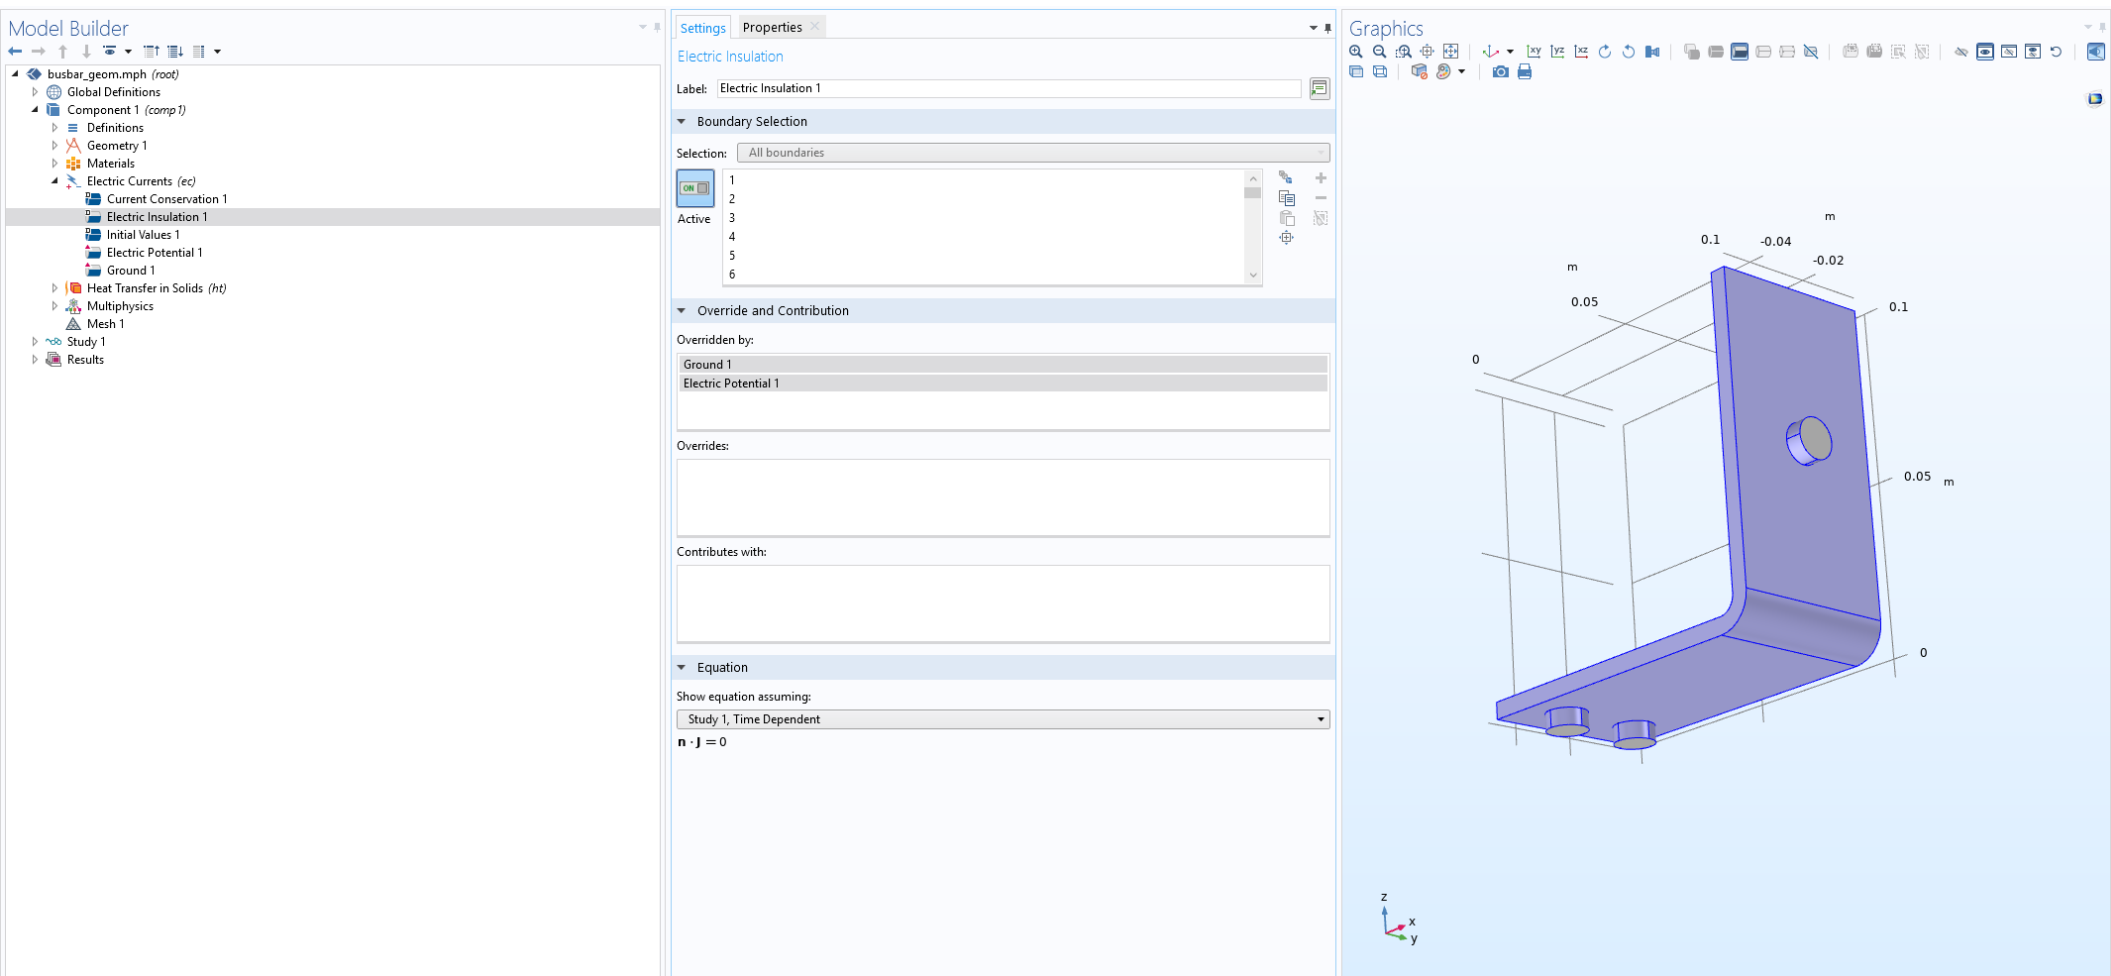 Model Builder
busbar_geom.mph (root)
Global Definitions
Component 1 (comp1)
Definitions
Geometry 1
Materials
Electric Currents (ec)
Current Conservation 1
Electric Insulation 1
Initial Values 1
Electric Potential 1
Ground 1
Heat Transfer in Solids (ht)
Multiphysics
Mesh 1
Study 1
Results
Settings Properties
Electric Insulation
Label: Electric Insulation 1
Boundary Selection
Selection: All boundaries
ON
Active
1
2
3
4
5
6
Override and Contribution
Overridden by:
Ground 1
Electric Potential 1
Overrides:
Contributes with:
Equation
Show equation assuming:
Study 1, Time Dependent
n · J = 0
Graphics
xy yz xz
m
0.1 -0.04
m -0.02
0.05 0.1
0
0.05 m
0
z
x
y